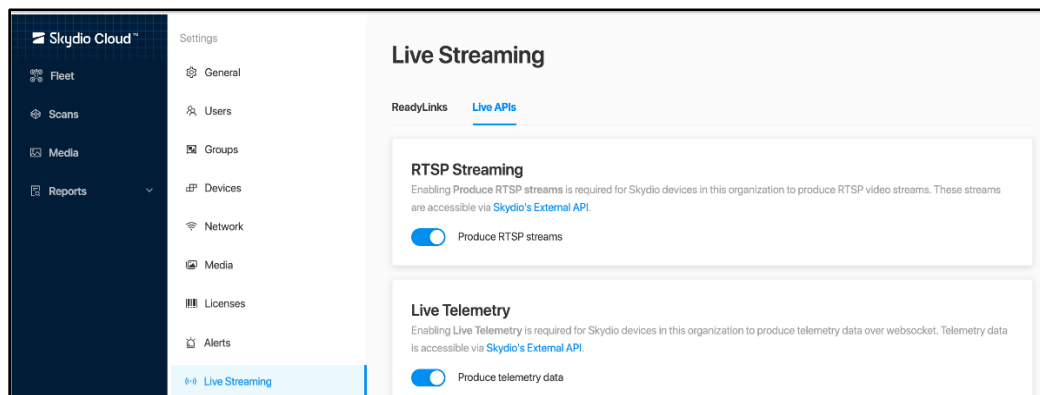 Skydio Cloud™
Fleet
Scans
Media
Reports
Settings
General
Users
Groups
Devices
Network
Media
Licenses
Alerts
Live Streaming
Live Streaming
ReadyLinks Live APIs
RTSP Streaming
Enabling Produce RTSP streams is required for Skydio devices in this organization to produce RTSP video streams. These streams
are accessible via Skydio's External API.
Produce RTSP streams
Live Telemetry
Enabling Live Telemetry is required for Skydio devices in this organization to produce telemetry data over websocket. Telemetry data
is accessible via Skydio's External API.
Produce telemetry data